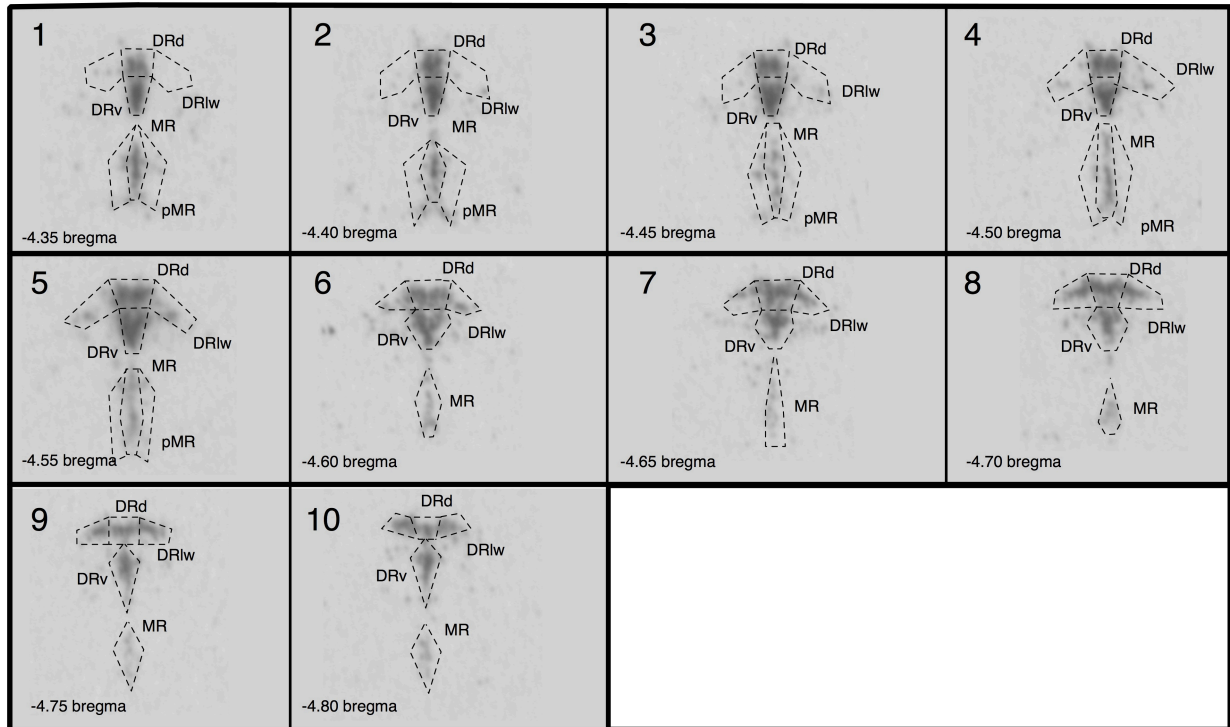 1
DRd
DRv
DRlw
MR
pMR
-4.35 bregma
2
DRd
DRlw
DRv
MR
pMR
-4.40 bregma
3
DRd
DRlw
DRv
MR
pMR
-4.45 bregma
4
DRd
DRlw
DRv
MR
pMR
-4.50 bregma
5
DRd
DRlw
DRv
MR
pMR
-4.55 bregma
6
DRd
DRlw
DRv
MR
-4.60 bregma
7
DRd
DRlw
DRv
MR
-4.65 bregma
8
DRd
DRlw
DRv
MR
-4.70 bregma
9
DRd
DRlw
DRv
MR
-4.75 bregma
10
DRd
DRlw
DRv
MR
-4.80 bregma